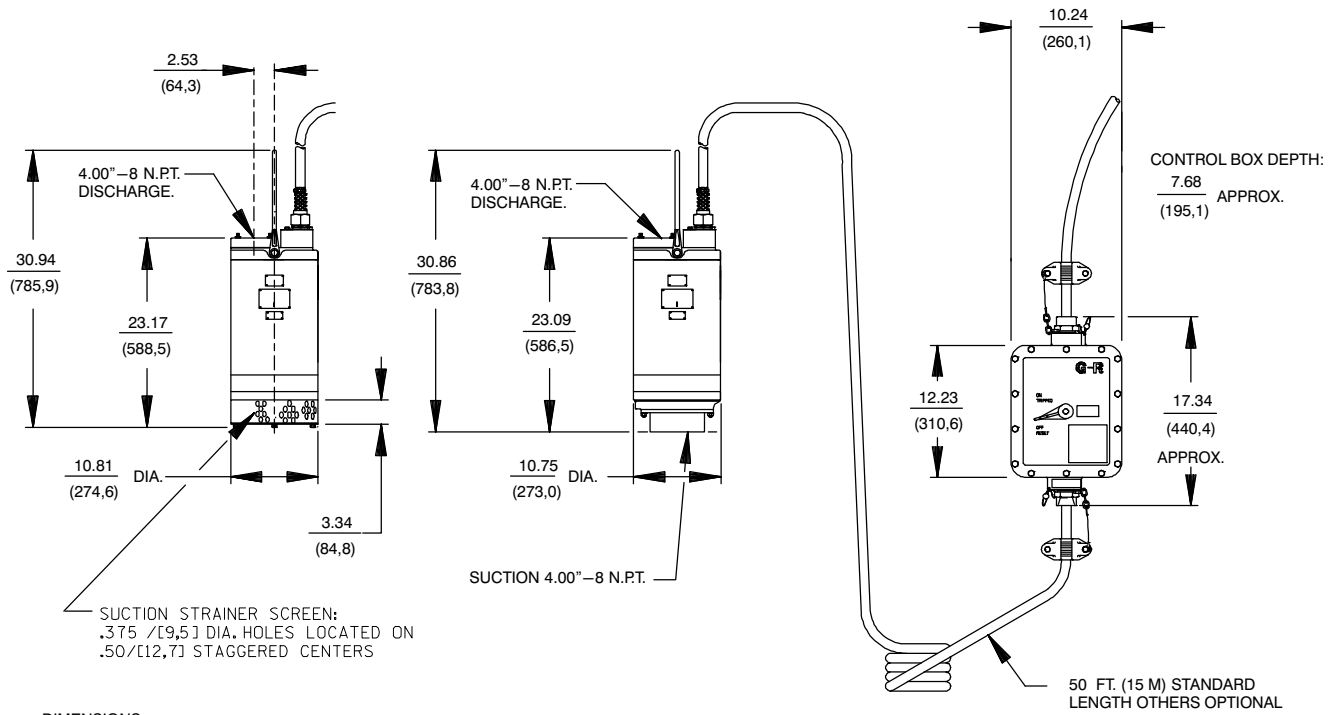 2.53
(64,3)
4.00"–8 N.P.T.
DISCHARGE.
30.94
(785,9)
23.17
(588,5)
10.81
(274,6)
DIA.
3.34
(84,8)
SUCTION STRAINER SCREEN:
.375 /[9,5] DIA. HOLES LOCATED ON
.50/[12,7] STAGGERED CENTERS
4.00"–8 N.P.T.
DISCHARGE.
30.86
(783,8)
23.09
(586,5)
10.75
(273,0)
DIA.
SUCTION 4.00"–8 N.P.T.
10.24
(260,1)
CONTROL BOX DEPTH:
7.68
(195,1)
APPROX.
G-R
ON
TRIPPED
OFF
RESET
12.23
(310,6)
17.34
(440,4)
APPROX.
50 FT. (15 M) STANDARD
LENGTH OTHERS OPTIONAL